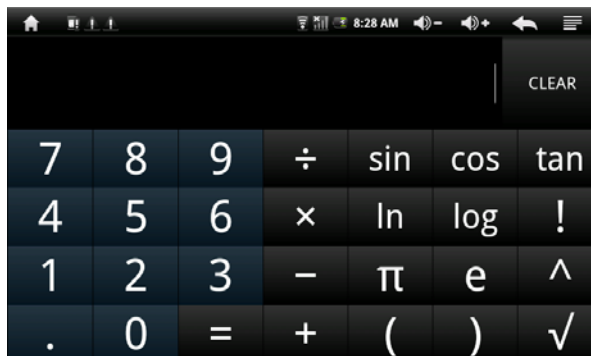 8:28 AM
CLEAR
7 8 9 ÷ sin cos tan
4 5 6 × ln log !
1 2 3 − π e ^
. 0 = + ( ) √